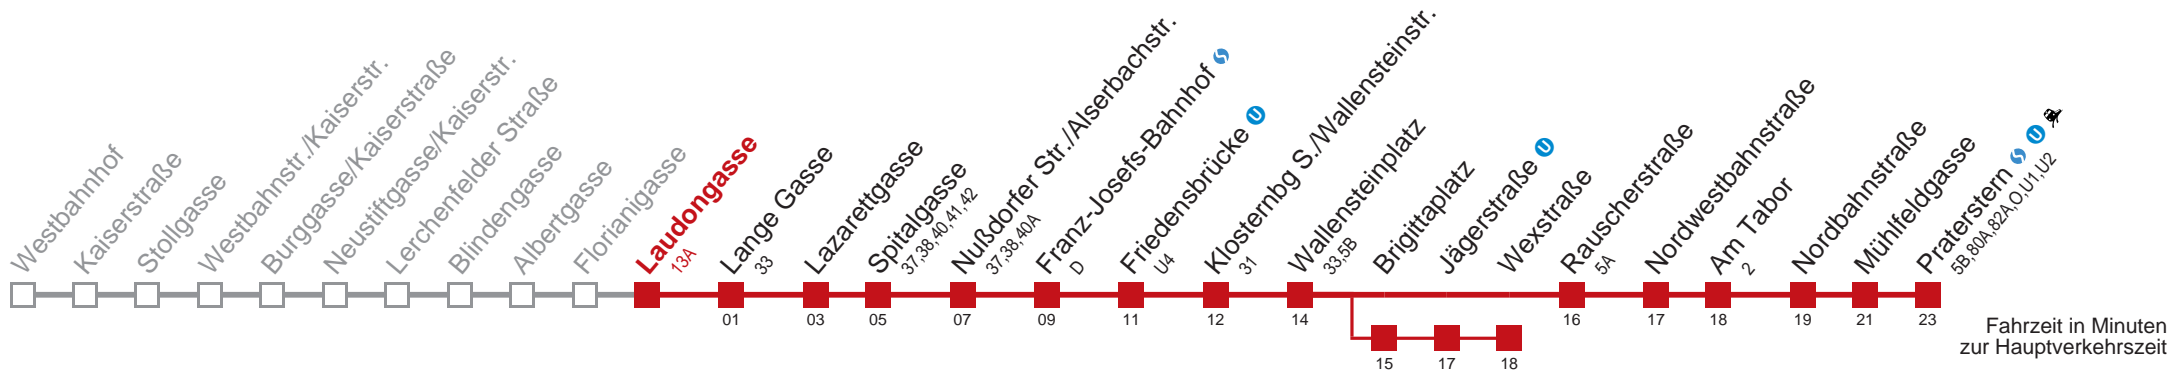 Westbahnhof
Kaiserstraße
Stollgasse
Westbahnstr./Kaiserstr.
Burggasse/Kaiserstraße
Neustiftgasse/Kaiserstr.
Lerchenfelder Straße
Blindengasse
Albertgasse
Florianigasse
Laudongasse
13A
Lange Gasse
33
Lazarettgasse
Spitalgasse
37,38,40,41,42
Nußdorfer Str./Alserbachstr.
37,38,40A
Franz-Josefs-Bahnhof
D
Friedensbrücke U
U4
Klosternbg S./Wallensteinstr.
31
Wallensteinplatz
33,5B
Brigittaplatz
Jägerstraße U
Wexstraße
Rauscherstraße
5A
Nordwestbahnstraße
Am Tabor
2
Nordbahnstraße
Mühlfeldgasse
Praterstern U
5B,80A,82A,O,U1,U2
01 03 05 07 09 11 12 14 16 17 18 19 21 23
15 17 18
Fahrzeit in Minuten
zur Hauptverkehrszeit